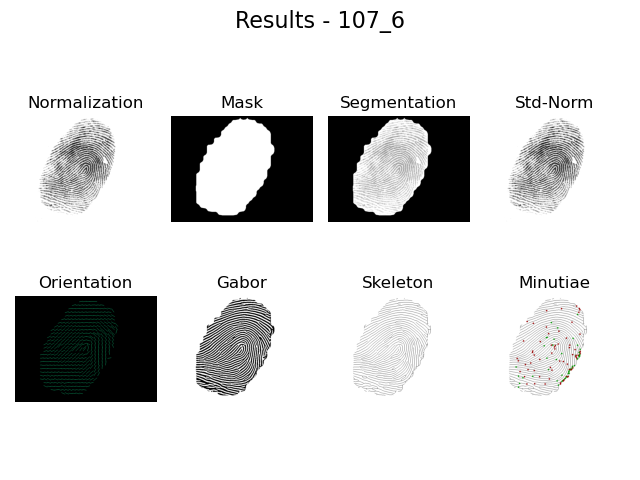 Results - 107_6
Normalization
Mask
Segmentation
Std-Norm
Orientation
Gabor
Skeleton
Minutiae